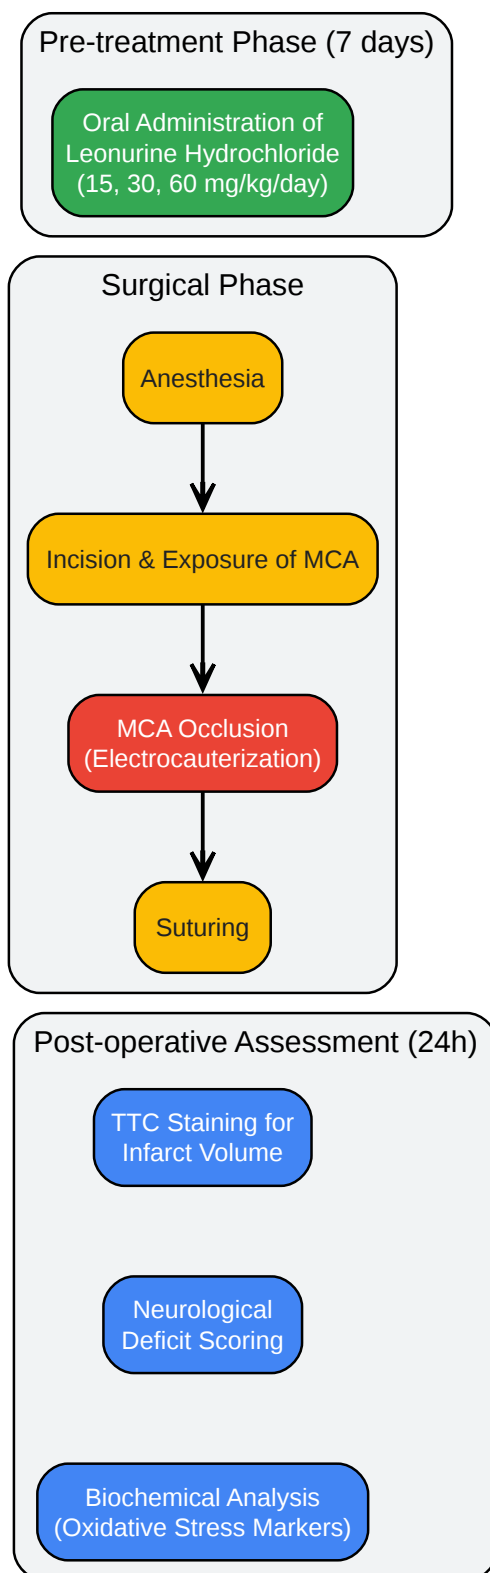 Pre-treatment Phase (7 days)
Oral Administration of
Leonurine Hydrochloride
(15, 30, 60 mg/kg/day)
Surgical Phase
Anesthesia
Incision & Exposure of MCA
MCA Occlusion
(Electrocauterization)
Suturing
Post-operative Assessment (24h)
TTC Staining for
Infarct Volume
Neurological
Deficit Scoring
Biochemical Analysis
(Oxidative Stress Markers)